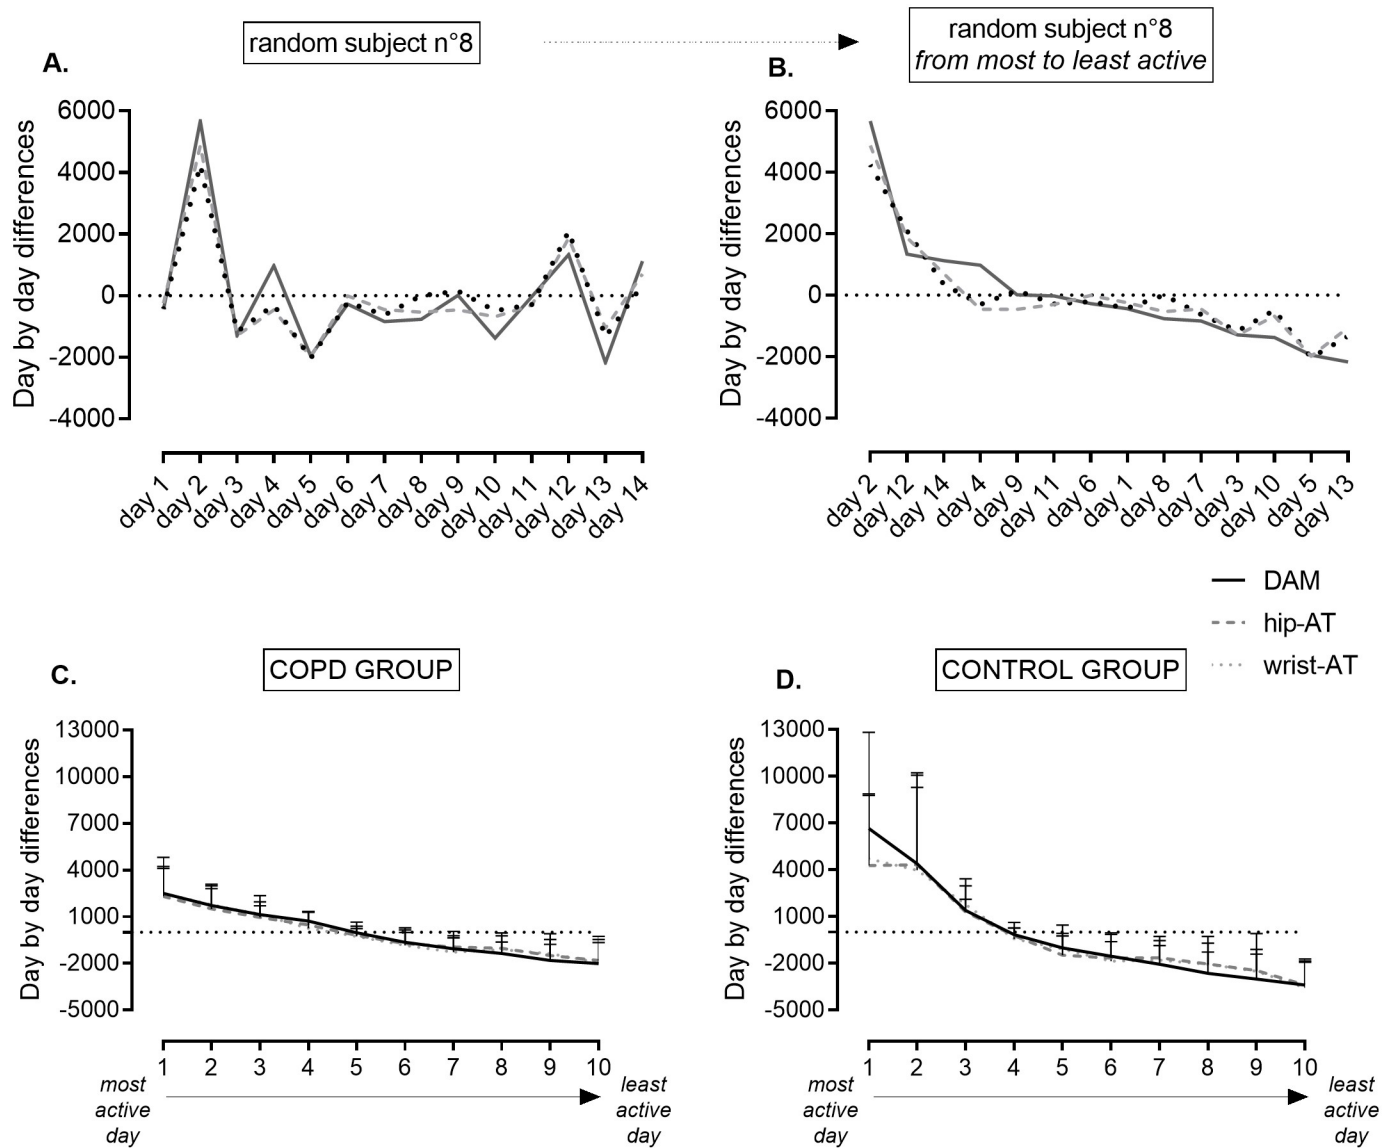 random subject n°8
random subject n°8
from most to least active
A.
B.
Day by day differences
6000
4000
2000
0
-2000
-4000
day 1
day 2
day 3
day 4
day 5
day 6
day 7
day 8
day 9
day 10
day 11
day 12
day 13
day 14
Day by day differences
6000
4000
2000
0
-2000
-4000
day 2
day 12
day 14
day 4
day 9
day 11
day 6
day 1
day 8
day 7
day 3
day 10
day 5
day 13
DAM
hip-AT
wrist-AT
C.
COPD GROUP
Day by day differences
13000
10000
7000
4000
1000
-2000
-5000
1 2 3 4 5 6 7 8 9 10
most
active
day
least
active
day
D.
CONTROL GROUP
Day by day differences
13000
10000
7000
4000
1000
-2000
-5000
1 2 3 4 5 6 7 8 9 10
most
active
day
least
active
day